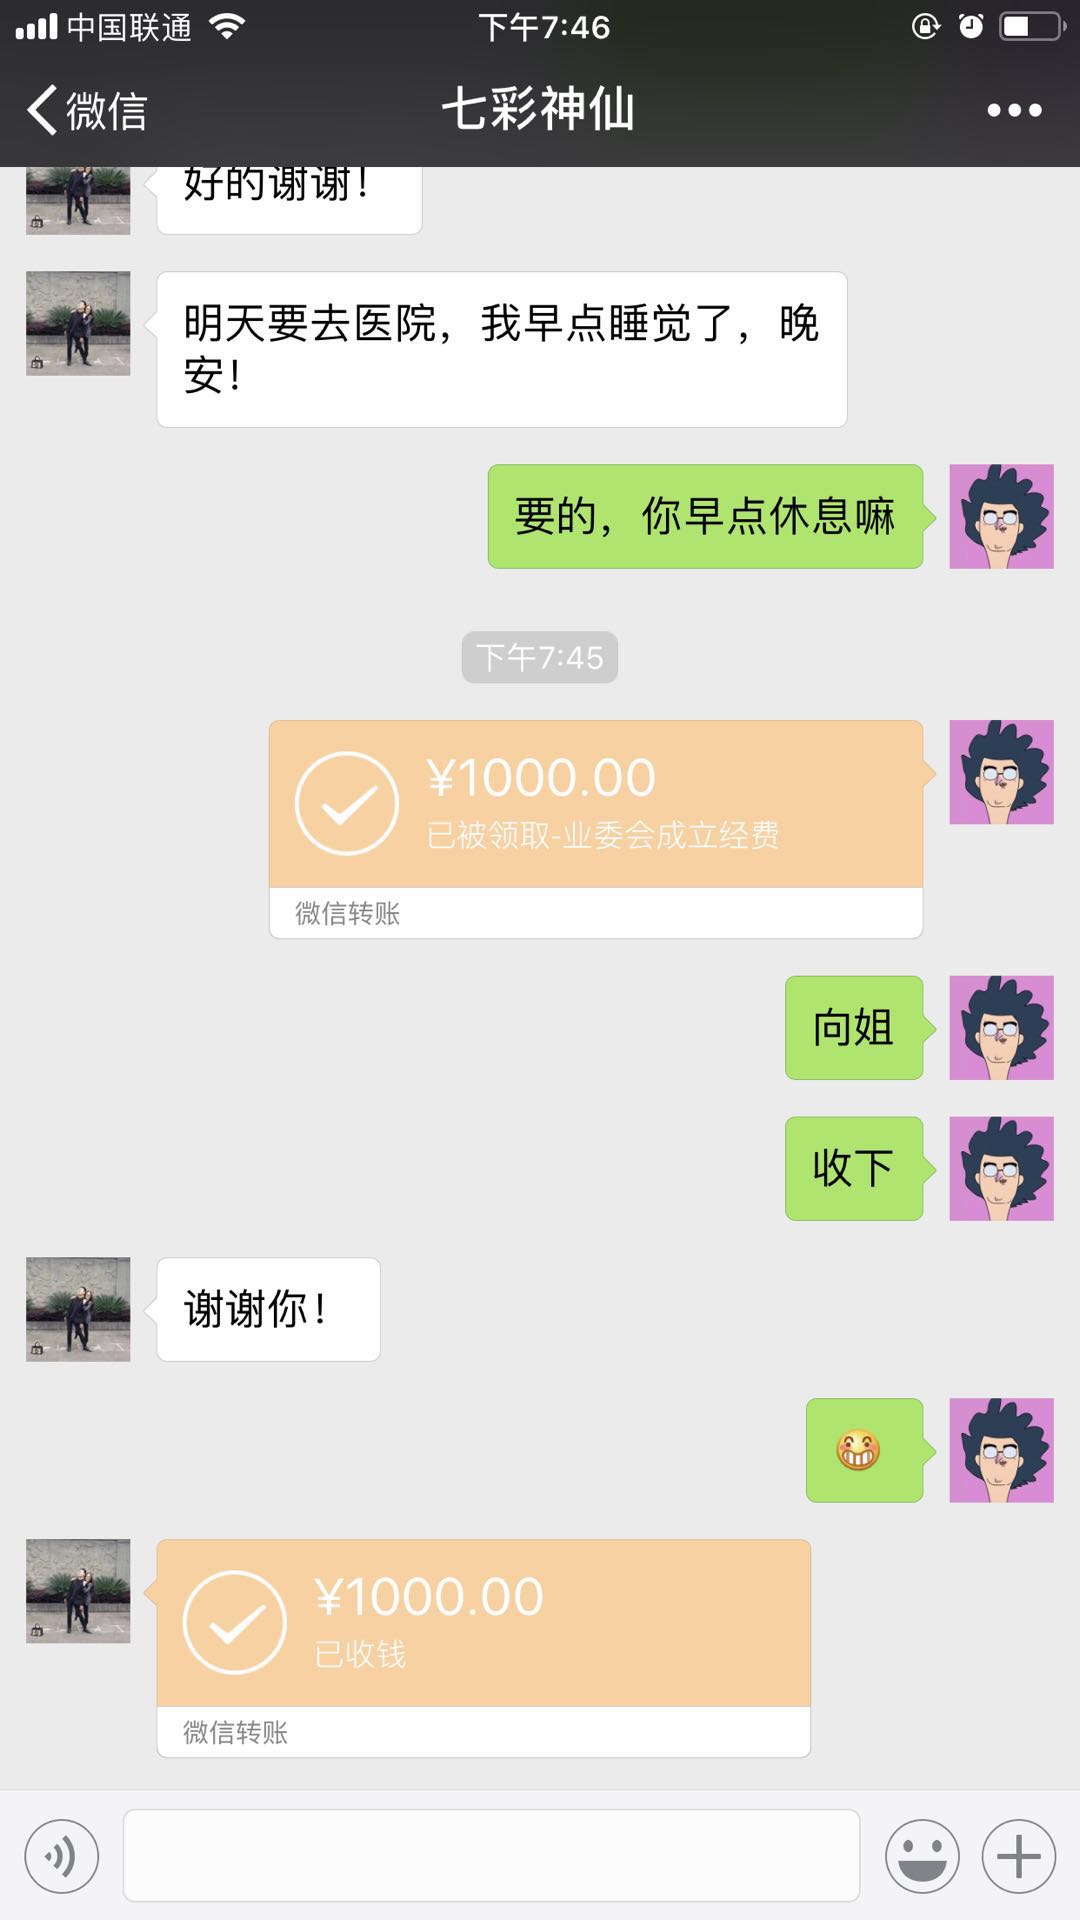 中国联通
下午7:46
微信
七彩神仙
好的谢谢！
明天要去医院，我早点睡觉了，晚
安！
要的，你早点休息嘛
下午7:45
¥1000.00
已被领取-业委会成立经费
微信转账
向姐
收下
谢谢你！
¥1000.00
已收钱
微信转账